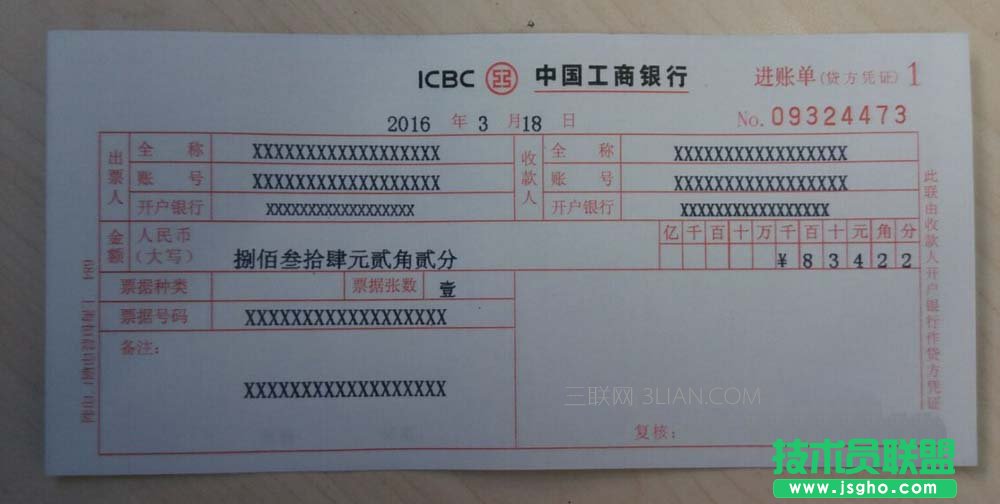 ICBC 中国工商银行 进账单(贷方凭证) 1
2016 年 3 月 18 日 No. 09324473
出票人 全称 XXXXXXXXXXXXXXXXXX 收款人 全称 XXXXXXXXXXXXXXXXXX
账号 XXXXXXXXXXXXXXXXXX 账号 XXXXXXXXXXXXXXXXXX
开户银行 XXXXXXXXXXXXXXXXXX 开户银行 XXXXXXXXXXXXXXXXXX
金额 人民币(大写) 捌佰叁拾肆元贰角贰分 亿 千 百 十 万 千 百 十 元 角 分
¥ 8 3 4 2 2
票据种类 票据张数 壹
票据号码 XXXXXXXXXXXXXXXXXX
备注：
XXXXXXXXXXXXXXXXXX
复核：
此联由收款人开户银行作贷方凭证
三联网 3LIAN.COM
技术员联盟
www.jsgho.com